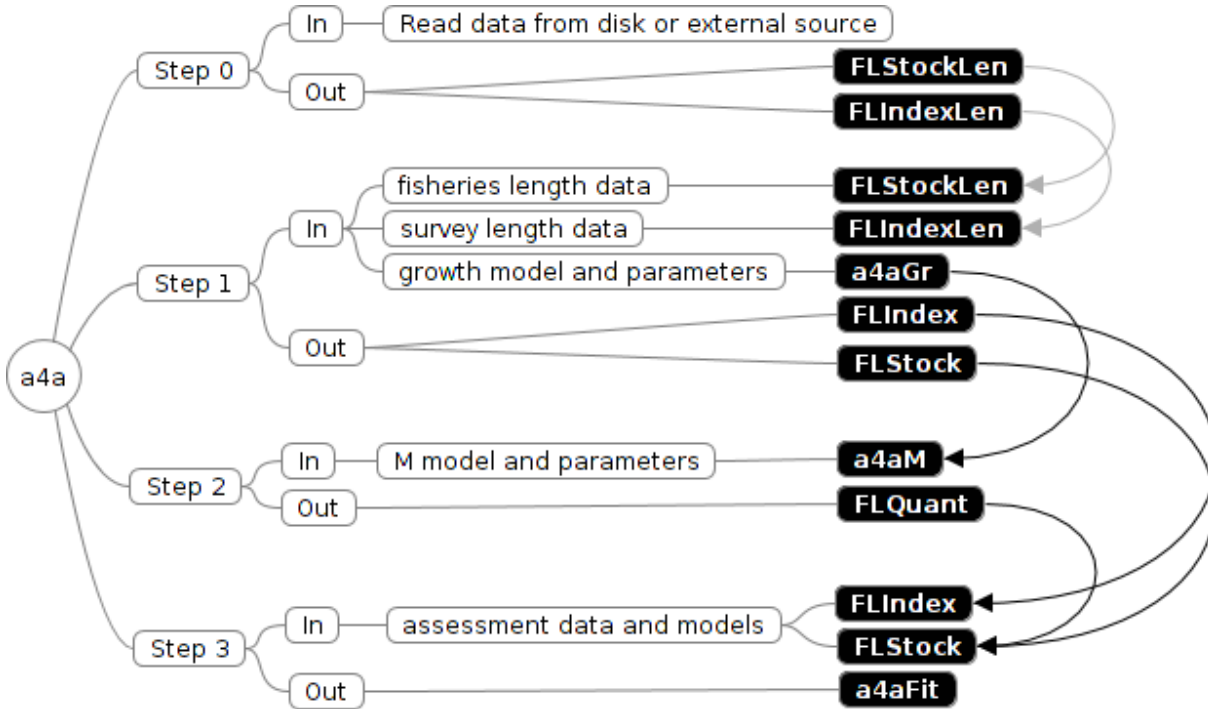 In
Read data from disk or external source
Step 0
FLStockLen
Out
FLIndexLen
fisheries length data
FLStockLen
In
survey length data
FLIndexLen
growth model and parameters
a4aGr
Step 1
FLIndex
Out
FLStock
a4a
In
M model and parameters
a4aM
Step 2
Out
FLQuant
FLIndex
In
assessment data and models
FLStock
Step 3
Out
a4aFit